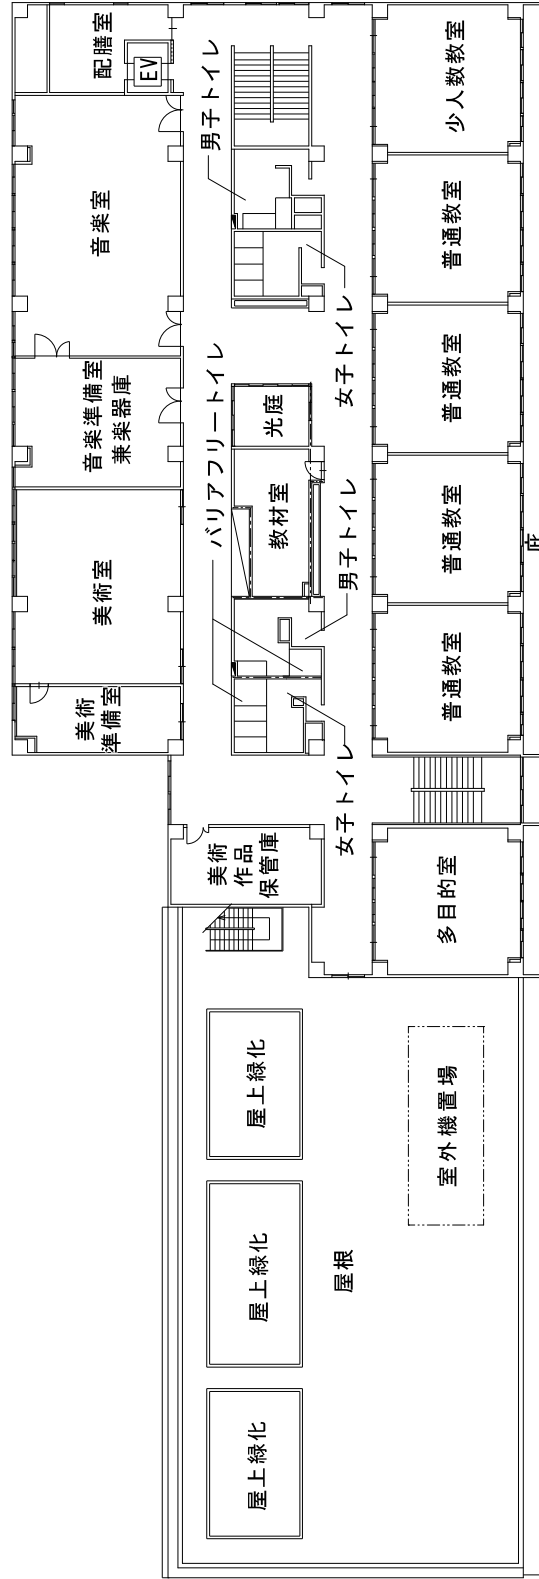 配膳室
EV
男子トイレ
少人数教室
音楽室
普通教室
女子トイレ
普通教室
音楽準備室
兼楽器庫
バリアフリートイレ
光庭
教材室
普通教室
男子トイレ
美術室
普通教室
美術
準備室
女子トイレ
美術
作品
保管庫
多目的室
屋上緑化
室外機置場
屋上緑化
屋根
屋上緑化